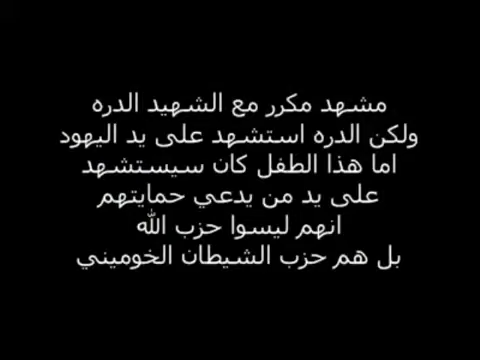 مشهد مكرر مع الشهيد الدره
ولكن الدره استشهد على يد اليهود
اما هذا الطفل كان سيستشهد
على يد من يدعي حمايتهم
انهم ليسوا حزب الله
بل هم حزب الشيطان الخوميني